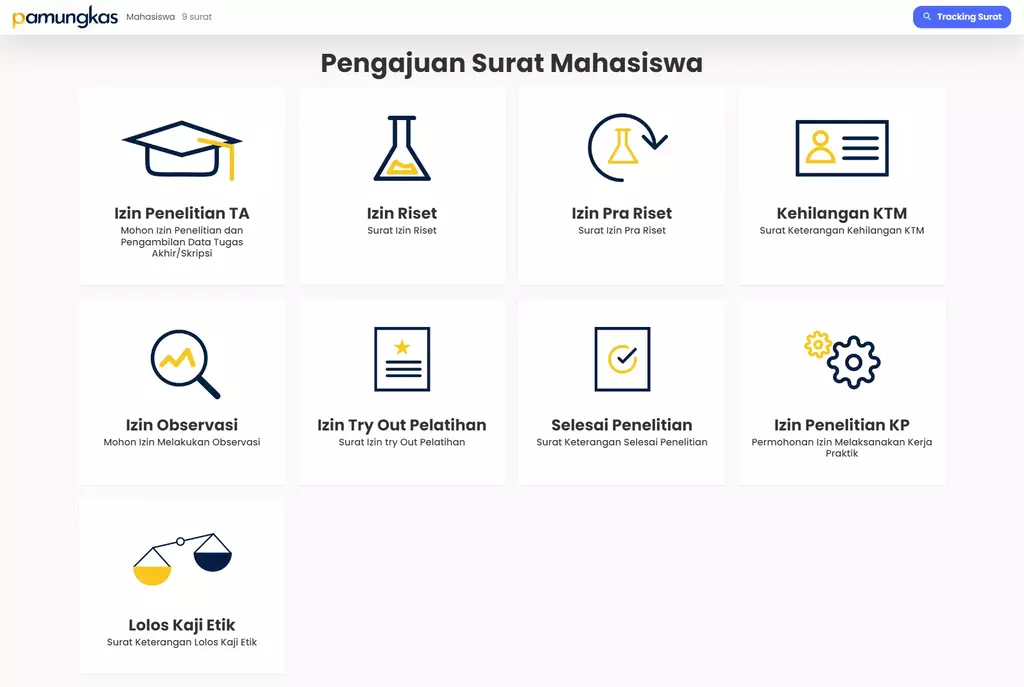 pamungkas Mahasiswa 9 surat Tracking Surat
Pengajuan Surat Mahasiswa
Izin Penelitian TA
Mohon Izin Penelitian dan
Pengambilan Data Tugas
Akhir/Skripsi
Izin Riset
Surat Izin Riset
Izin Pra Riset
Surat Izin Pra Riset
Kehilangan KTM
Surat Keterangan Kehilangan KTM
Izin Observasi
Mohon Izin Melakukan Observasi
Izin Try Out Pelatihan
Surat Izin try Out Pelatihan
Selesai Penelitian
Surat Keterangan Selesai Penelitian
Izin Penelitian KP
Permohonan Izin Melaksanakan Kerja
Praktik
Lolos Kaji Etik
Surat Keterangan Lolos Kaji Etik